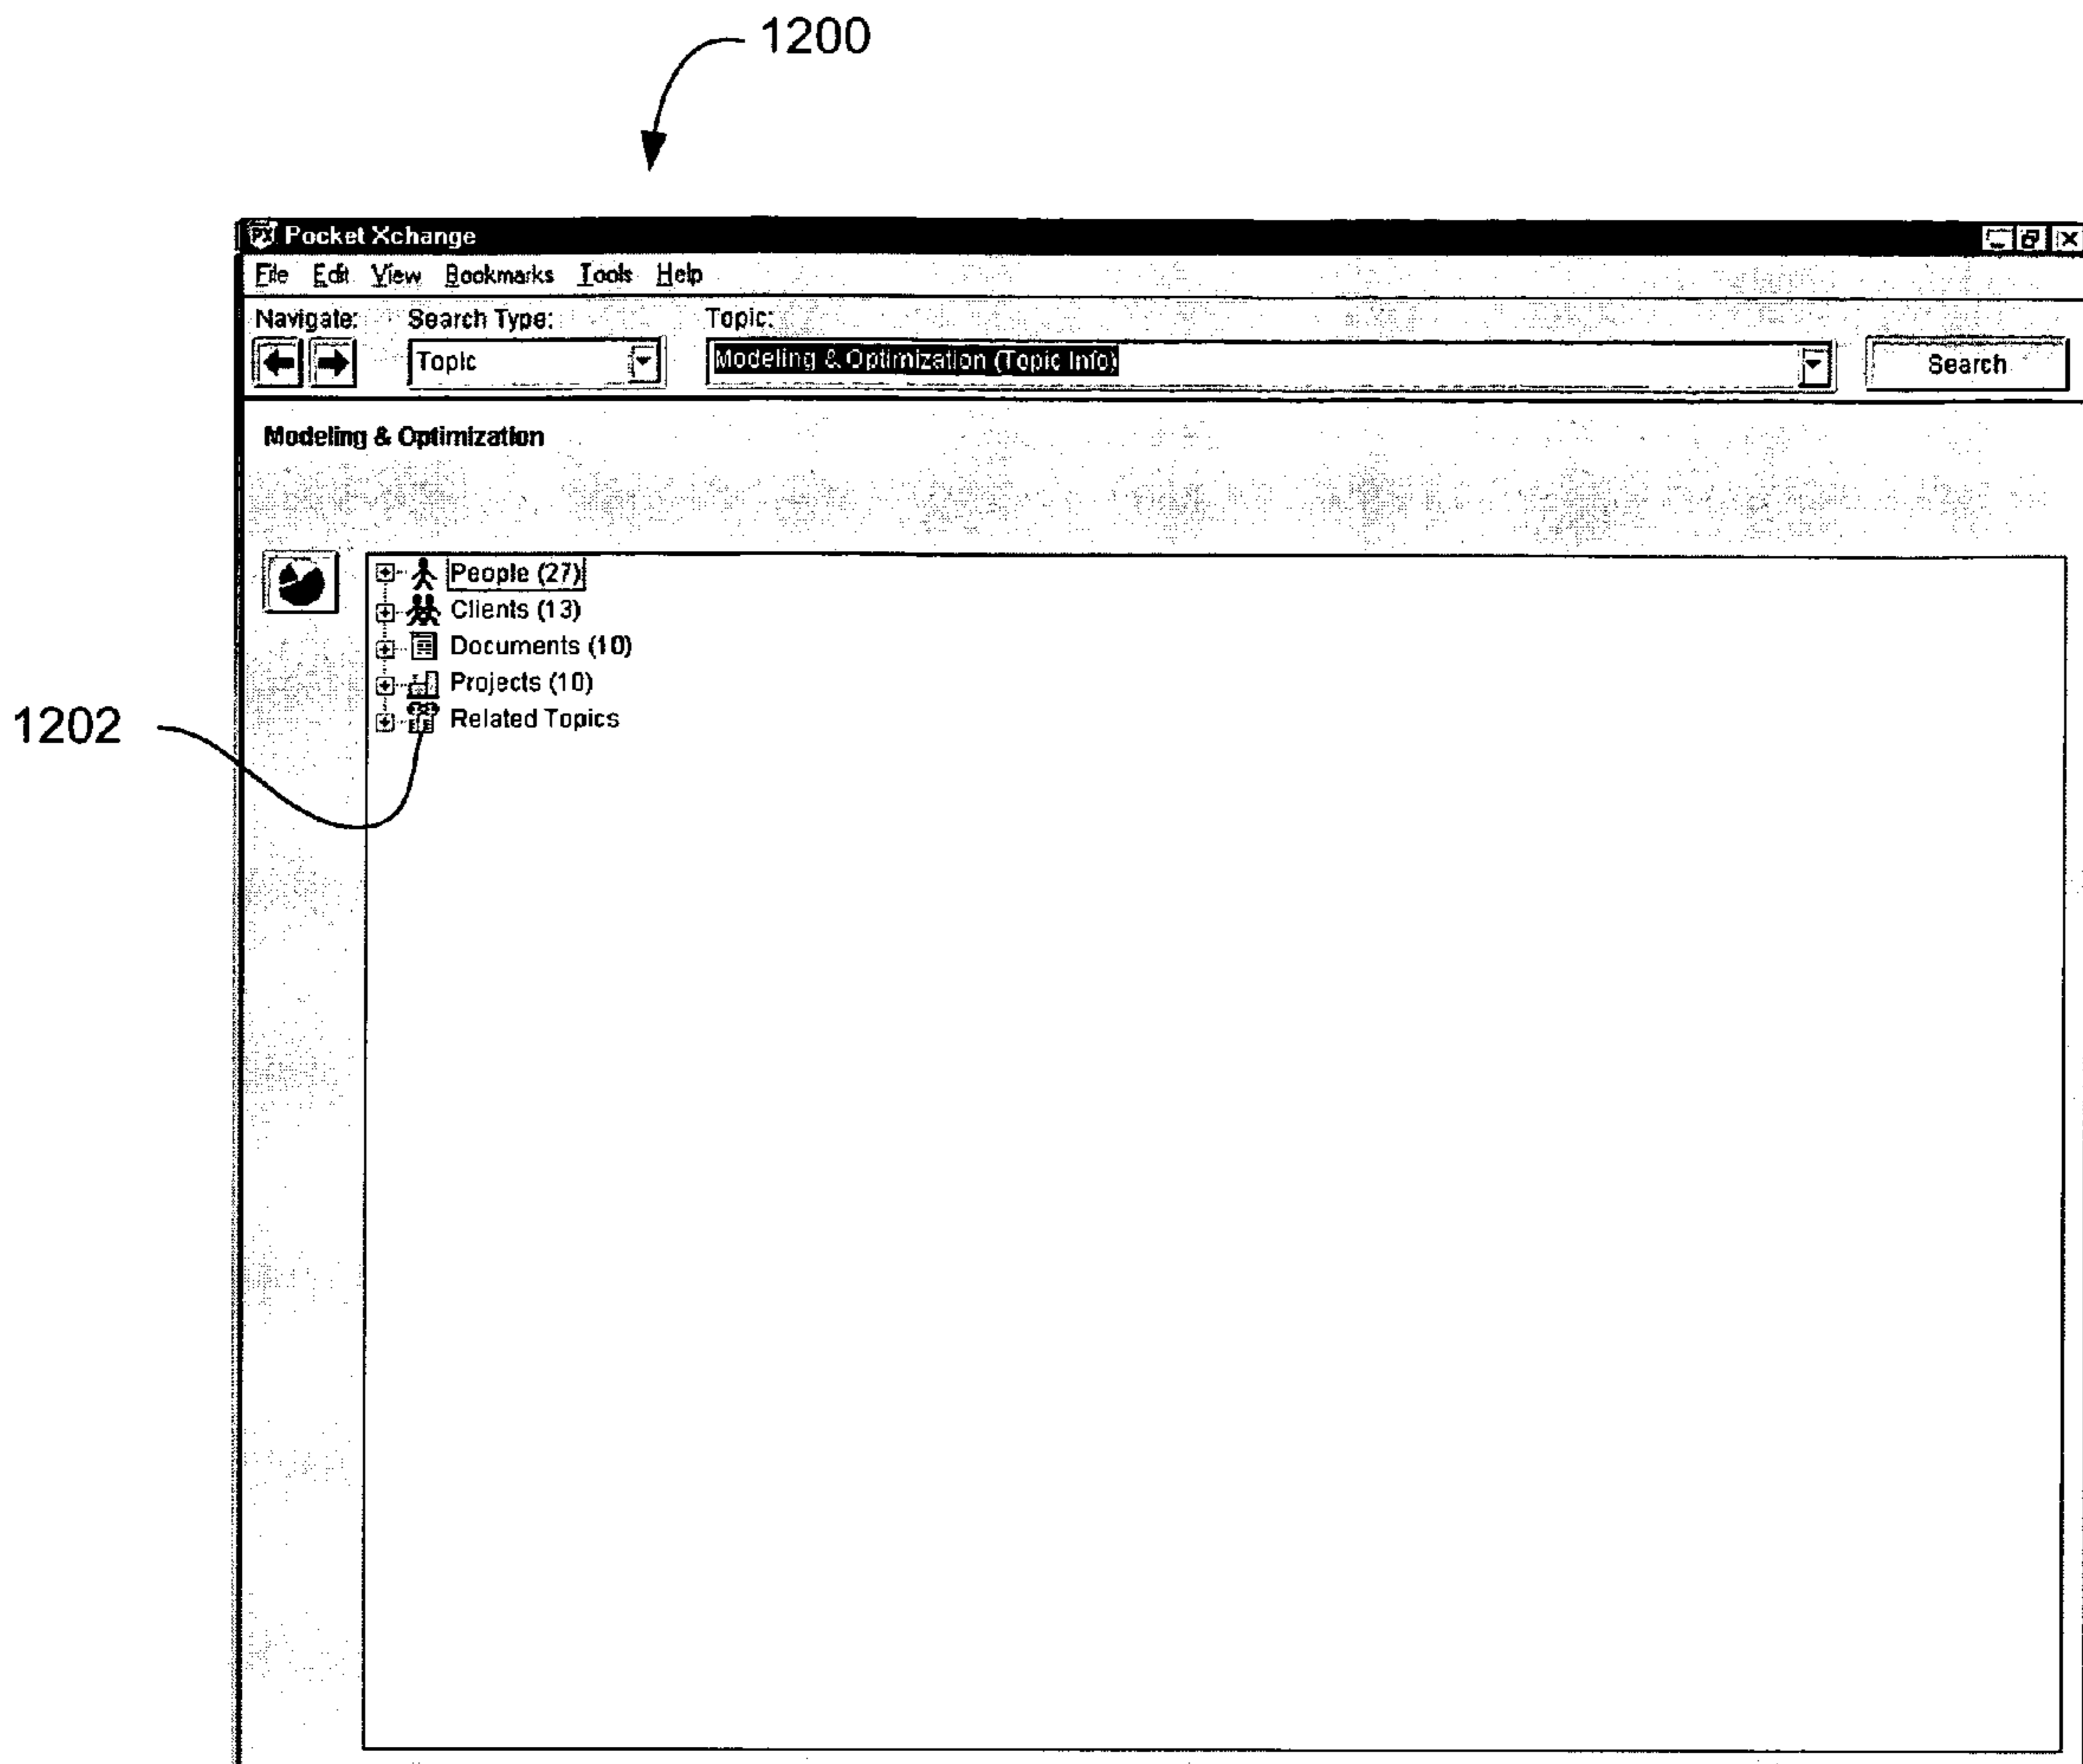 1200
PX Pocket Xchange
File Edit View Bookmarks Tools Help
Navigate: Search Type: Topic:
Topic Modeling & Optimization (Topic Info) Search
Modeling & Optimization
People (27)
Clients (13)
Documents (10)
Projects (10)
Related Topics
1202